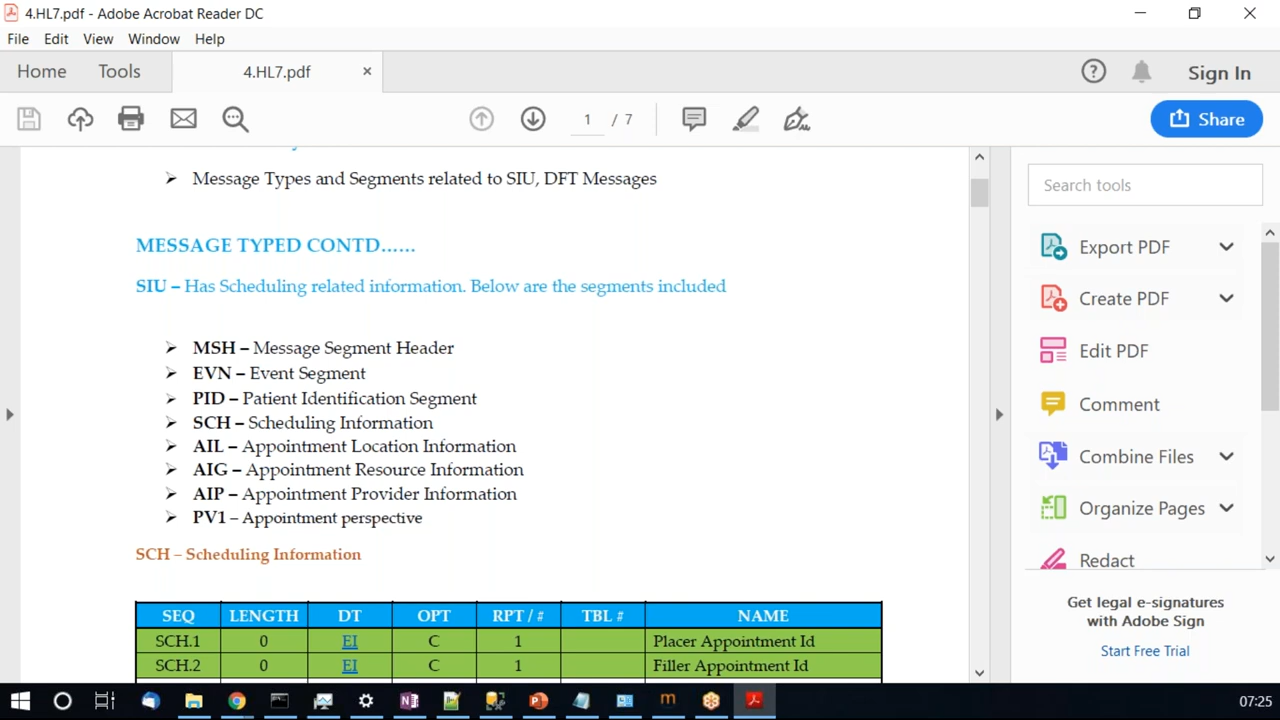 4.HL7.pdf - Adobe Acrobat Reader DC
File Edit View Window Help
Home Tools 4.HL7.pdf × Sign In
1 / 7 Share
➢ Message Types and Segments related to SIU, DFT Messages
MESSAGE TYPED CONTD......
SIU – Has Scheduling related information. Below are the segments included
➢ MSH – Message Segment Header
➢ EVN – Event Segment
➢ PID – Patient Identification Segment
➢ SCH – Scheduling Information
➢ AIL – Appointment Location Information
➢ AIG – Appointment Resource Information
➢ AIP – Appointment Provider Information
➢ PV1 – Appointment perspective
SCH – Scheduling Information
SEQ LENGTH DT OPT RPT / # TBL # NAME
SCH.1 0 EI C 1 Placer Appointment Id
SCH.2 0 EI C 1 Filler Appointment Id
Search tools
Export PDF
Create PDF
Edit PDF
Comment
Combine Files
Organize Pages
Redact
Get legal e-signatures
with Adobe Sign
Start Free Trial
07:25